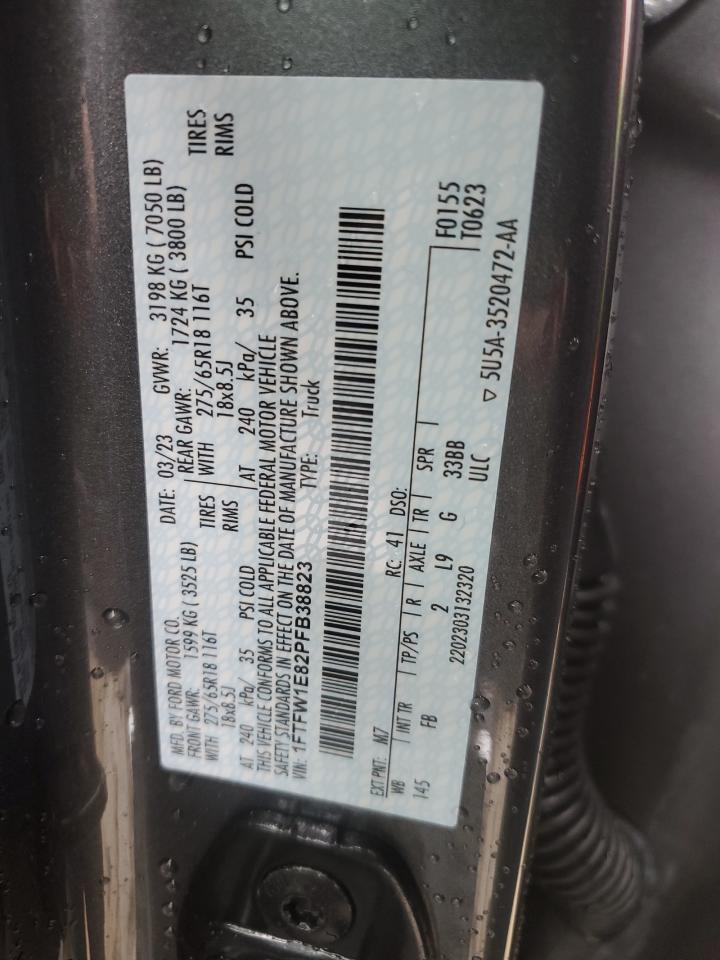 MFD. BY FORD MOTOR CO.
DATE: 03/23 GVWR: 3198 KG ( 7050 LB)
FRONT GAWR: 1599 KG ( 3525 LB)
REAR GAWR: 1724 KG ( 3800 LB)
WITH 275/65R18 116T TIRES
WITH 275/65R18 116T TIRES
18x8.5J RIMS
18x8.5J RIMS
AT 240 kPa/ 35 PSI COLD
AT 240 kPa/ 35 PSI COLD
THIS VEHICLE CONFORMS TO ALL APPLICABLE FEDERAL MOTOR VEHICLE
SAFETY STANDARDS IN EFFECT ON THE DATE OF MANUFACTURE SHOWN ABOVE.
VIN: 1FTFW1E82PFB38823
TYPE: Truck
EXT PNT: M7 RC: 41 DSO: F0155
WB INT TR TP/PS R AXLE TR SPR T0623
145 FB 2 L9 G 33BB
2202303132320 ULC
▽ 5U5A-3520472-AA